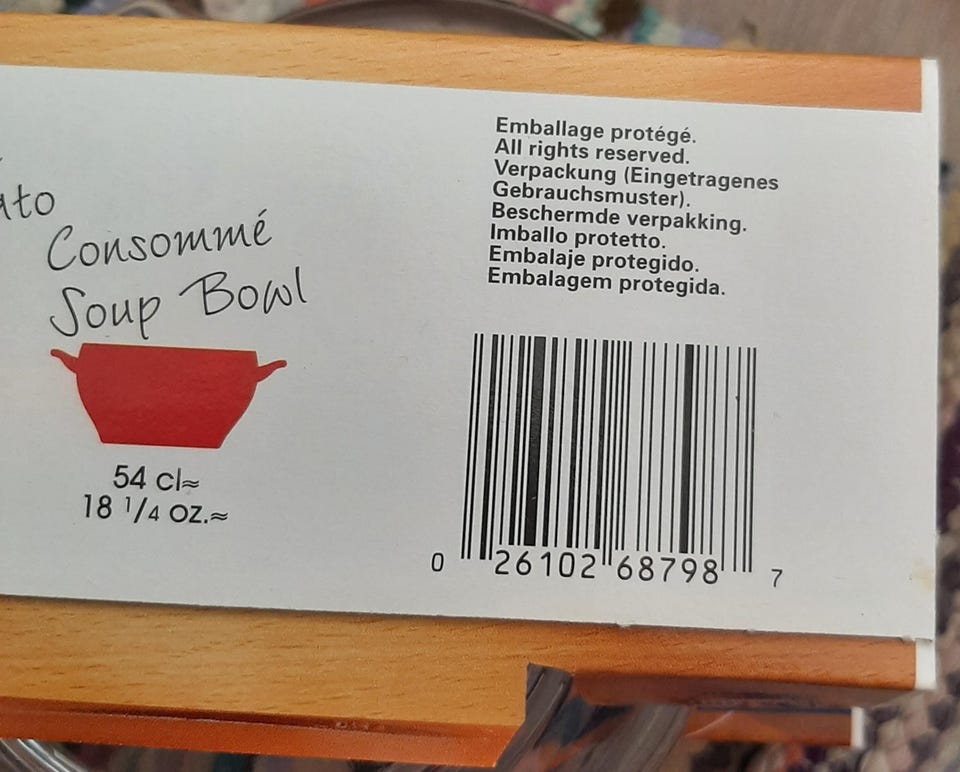 Consommé
Soup Bowl
54 cl≈
18 1/4 oz.≈
Emballage protégé.
All rights reserved.
Verpackung (Eingetragenes
Gebrauchsmuster).
Beschermde verpakking.
Imballo protetto.
Embalaje protegido.
Embalagem protegida.
0 26102 68798 7